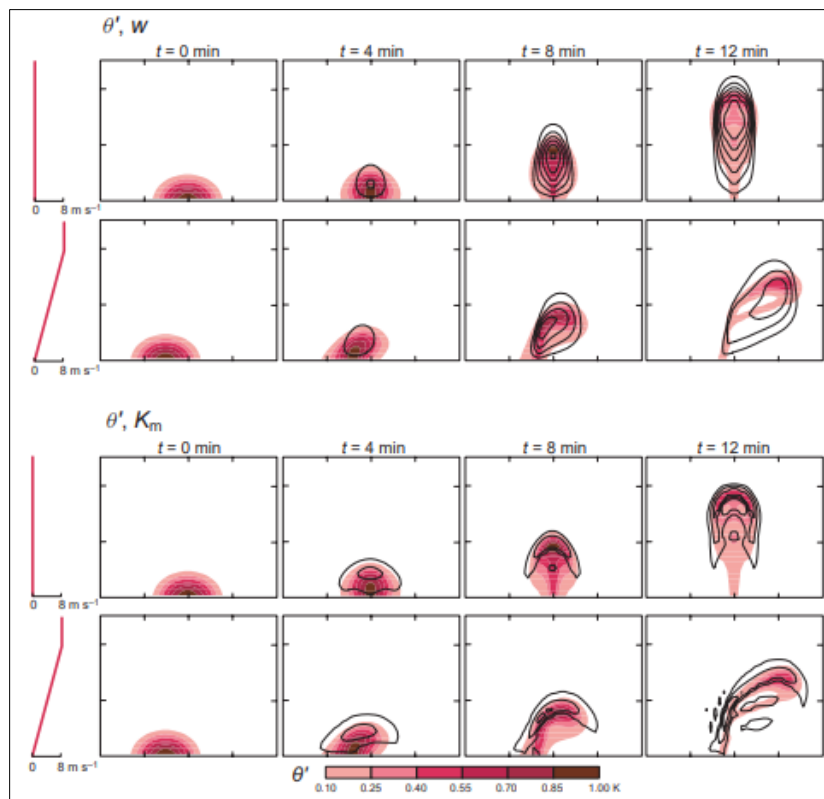 θ′, w
t = 0 min t = 4 min t = 8 min t = 12 min
0 8 m s⁻¹
0 8 m s⁻¹
θ′, Kₘ
t = 0 min t = 4 min t = 8 min t = 12 min
0 8 m s⁻¹
0 8 m s⁻¹
θ′
0.10 0.25 0.40 0.55 0.70 0.85 1.00 K